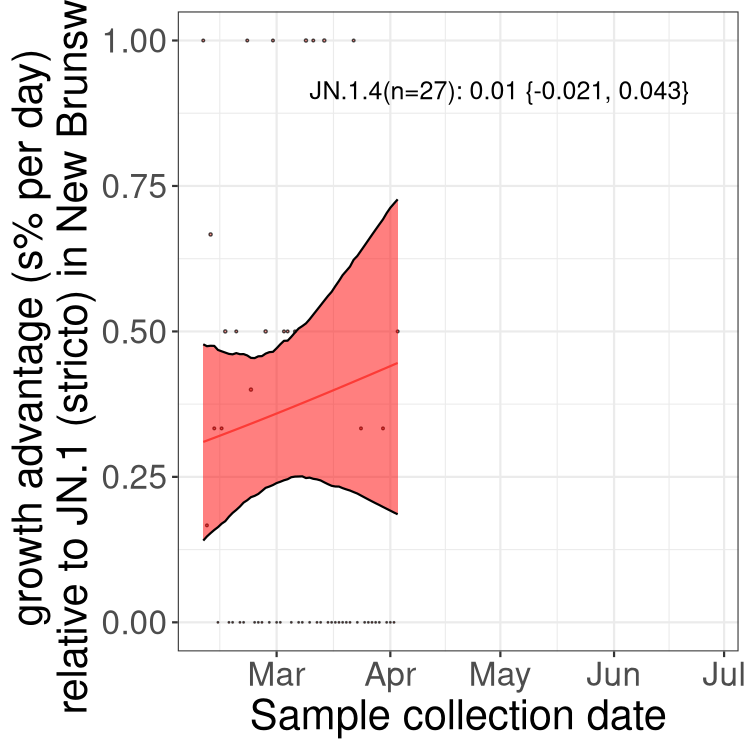 growth advantage (s% per day)
relative to JN.1 (stricto) in New Brunsw
1.00
0.75
0.50
0.25
0.00
JN.1.4(n=27): 0.01 {-0.021, 0.043}
Mar Apr May Jun Jul
Sample collection date